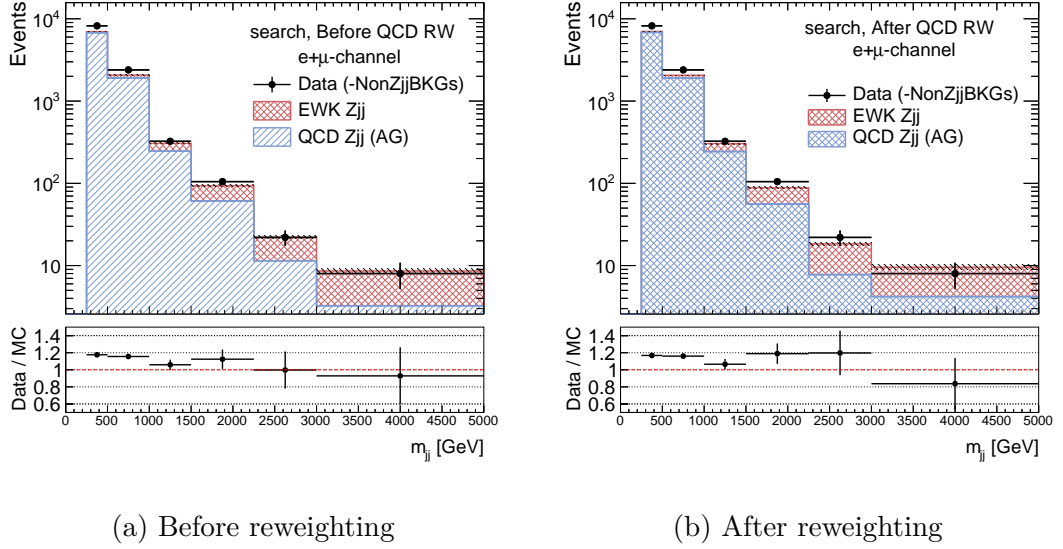 (a)
Events
search, Before QCD RW
e+μ-channel
Data (-NonZjjBKGs)
EWK Zjj
QCD Zjj (AG)
10⁴
10³
10²
10
Data / MC
1.4
1.2
1
0.8
0.6
0 500 1000 1500 2000 2500 3000 3500 4000 4500 5000
m_jj [GeV]
(a) Before reweighting
(b)
Events
search, After QCD RW
e+μ-channel
Data (-NonZjjBKGs)
EWK Zjj
QCD Zjj (AG)
10⁴
10³
10²
10
Data / MC
1.4
1.2
1
0.8
0.6
0 500 1000 1500 2000 2500 3000 3500 4000 4500 5000
m_jj [GeV]
(b) After reweighting